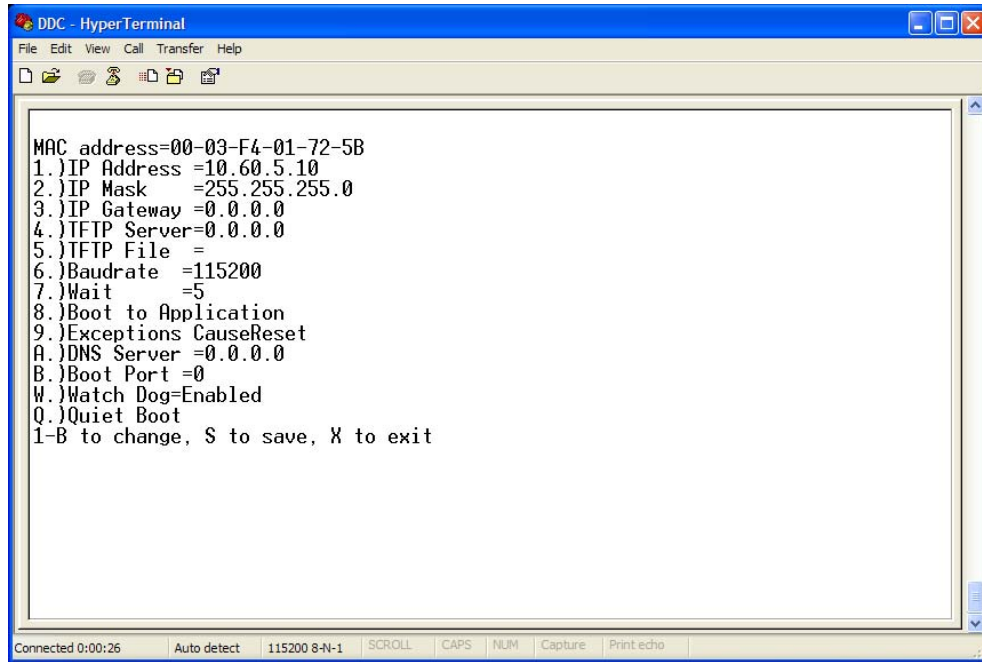 DDC - HyperTerminal
File Edit View Call Transfer Help
MAC address=00-03-F4-01-72-5B
1.)IP Address =10.60.5.10
2.)IP Mask    =255.255.255.0
3.)IP Gateway =0.0.0.0
4.)TFTP Server=0.0.0.0
5.)TFTP File  =
6.)Baudrate  =115200
7.)Wait      =5
8.)Boot to Application
9.)Exceptions CauseReset
A.)DNS Server =0.0.0.0
B.)Boot Port =0
W.)Watch Dog=Enabled
Q.)Quiet Boot
1-B to change, S to save, X to exit
Connected 0:00:26 Auto detect 115200 8-N-1 SCROLL CAPS NUM Capture Print echo